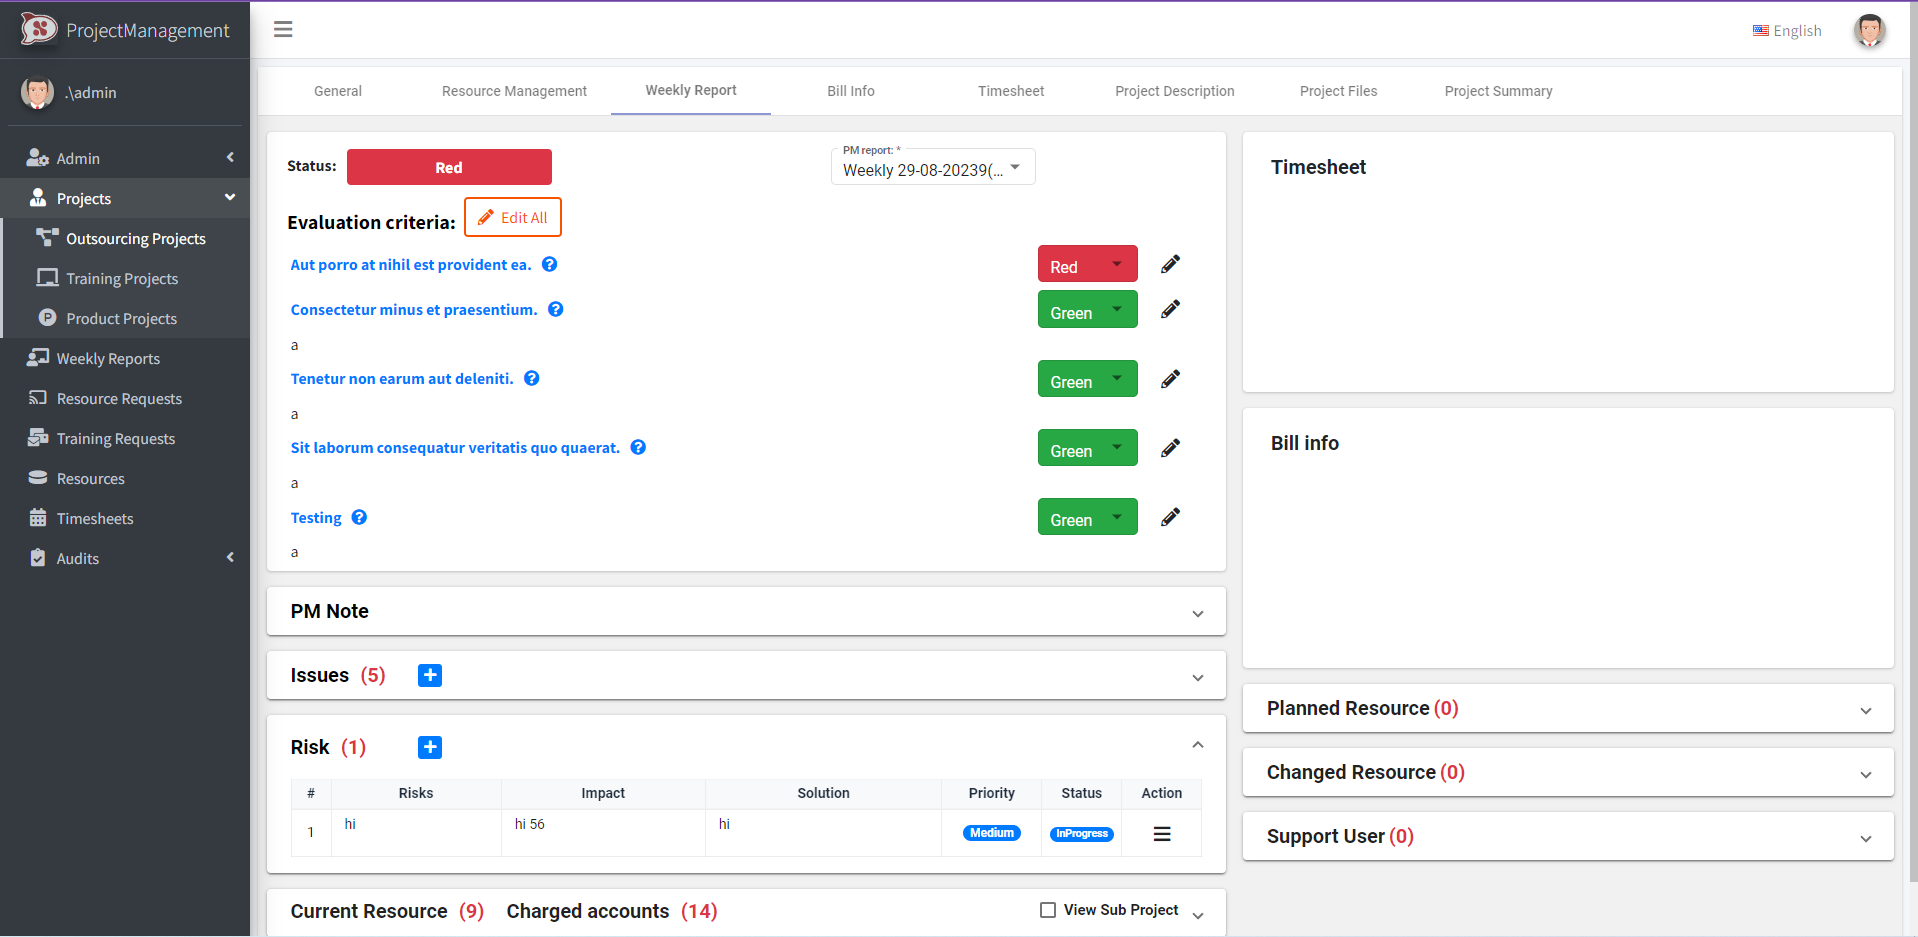 ProjectManagement
English
.\admin
Admin
Projects
Outsourcing Projects
Training Projects
Product Projects
Weekly Reports
Resource Requests
Training Requests
Resources
Timesheets
Audits
General Resource Management Weekly Report Bill Info Timesheet Project Description Project Files Project Summary
Status: Red
PM report: *
Weekly 29-08-20239(...
Evaluation criteria: Edit All
Aut porro at nihil est provident ea. Red
Consectetur minus et praesentium. Green
a
Tenetur non earum aut deleniti. Green
a
Sit laborum consequatur veritatis quo quaerat. Green
a
Testing Green
a
PM Note
Issues (5)
Risk (1)
# Risks Impact Solution Priority Status Action
1 hi hi 56 hi Medium InProgress
Current Resource (9) Charged accounts (14) View Sub Project
Timesheet
Bill info
Planned Resource (0)
Changed Resource (0)
Support User (0)